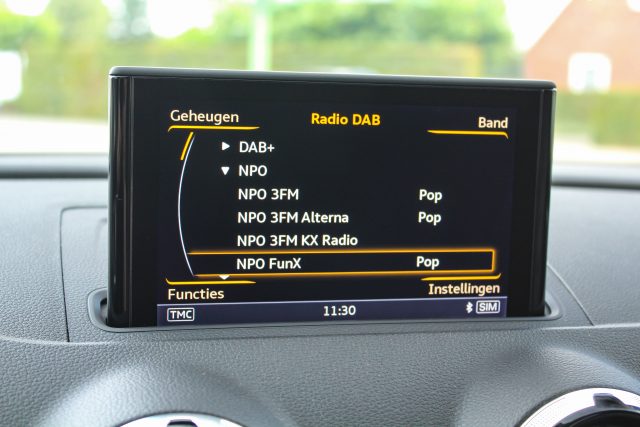 Geheugen Radio DAB Band
DAB+
NPO
NPO 3FM Pop
NPO 3FM Alterna Pop
NPO 3FM KX Radio
NPO FunX Pop
Functies Instellingen
TMC 11:30 SIM